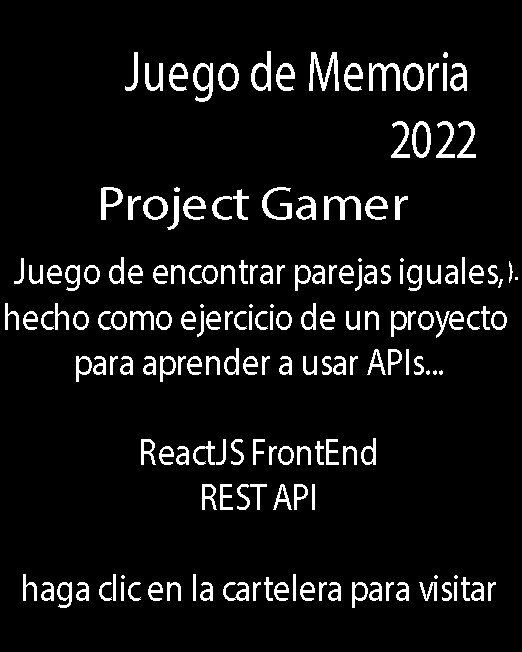 Juego de Memoria
2022
Project Gamer
Juego de encontrar parejas iguales,).
hecho como ejercicio de un proyecto
para aprender a usar APIs...
ReactJS FrontEnd
REST API
haga clic en la cartelera para visitar